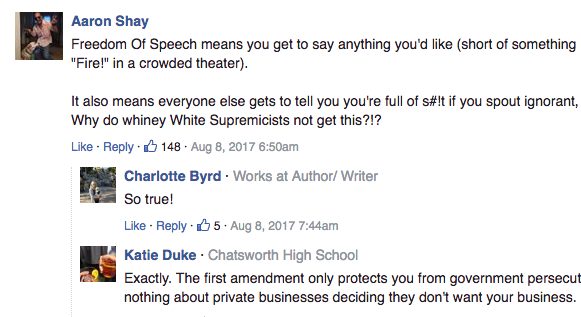 Aaron Shay
Freedom Of Speech means you get to say anything you'd like (short of something
"Fire!" in a crowded theater).
It also means everyone else gets to tell you you're full of s#!t if you spout ignorant,
Why do whiney White Supremicists not get this?!?
Like · Reply · 148 · Aug 8, 2017 6:50am
Charlotte Byrd · Works at Author/ Writer
So true!
Like · Reply · 5 · Aug 8, 2017 7:44am
Katie Duke · Chatsworth High School
Exactly. The first amendment only protects you from government persecut
nothing about private businesses deciding they don't want your business.